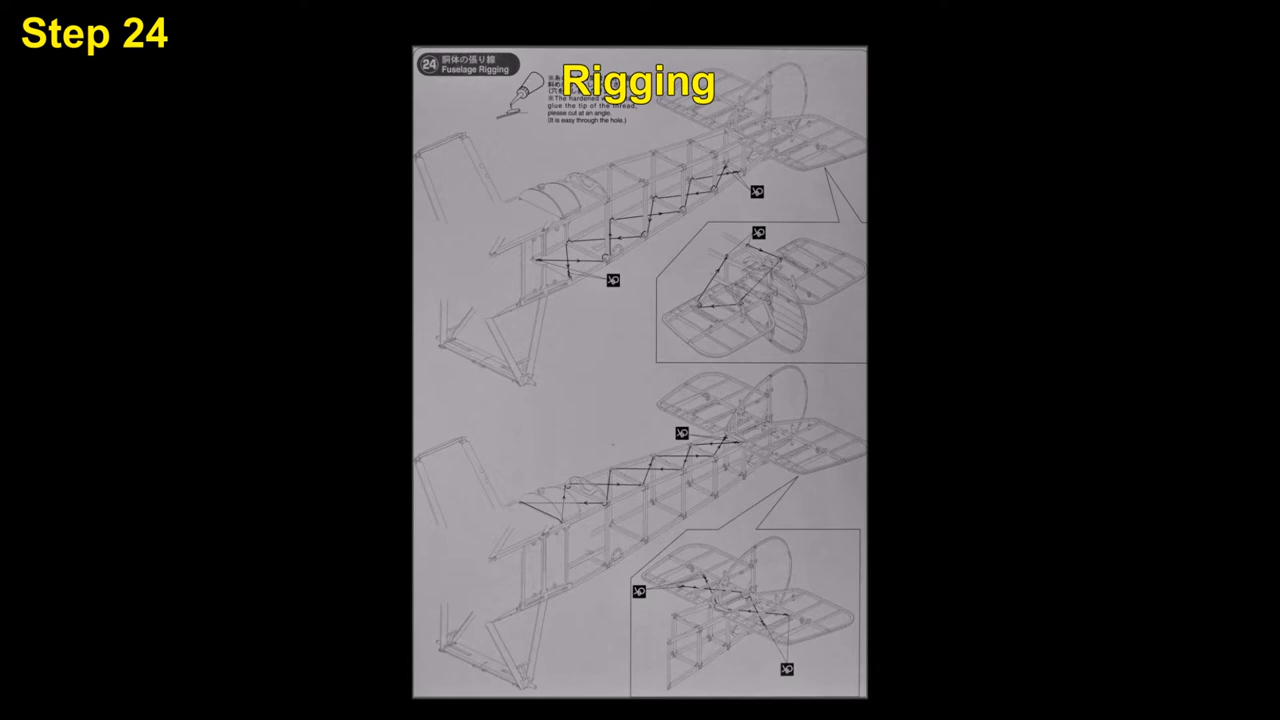 Step 24
24 胴体の張り線
Fuselage Rigging
Rigging
※The hardened
glue the tip of the thread,
please cut at an angle.
(It is easy through the hole.)